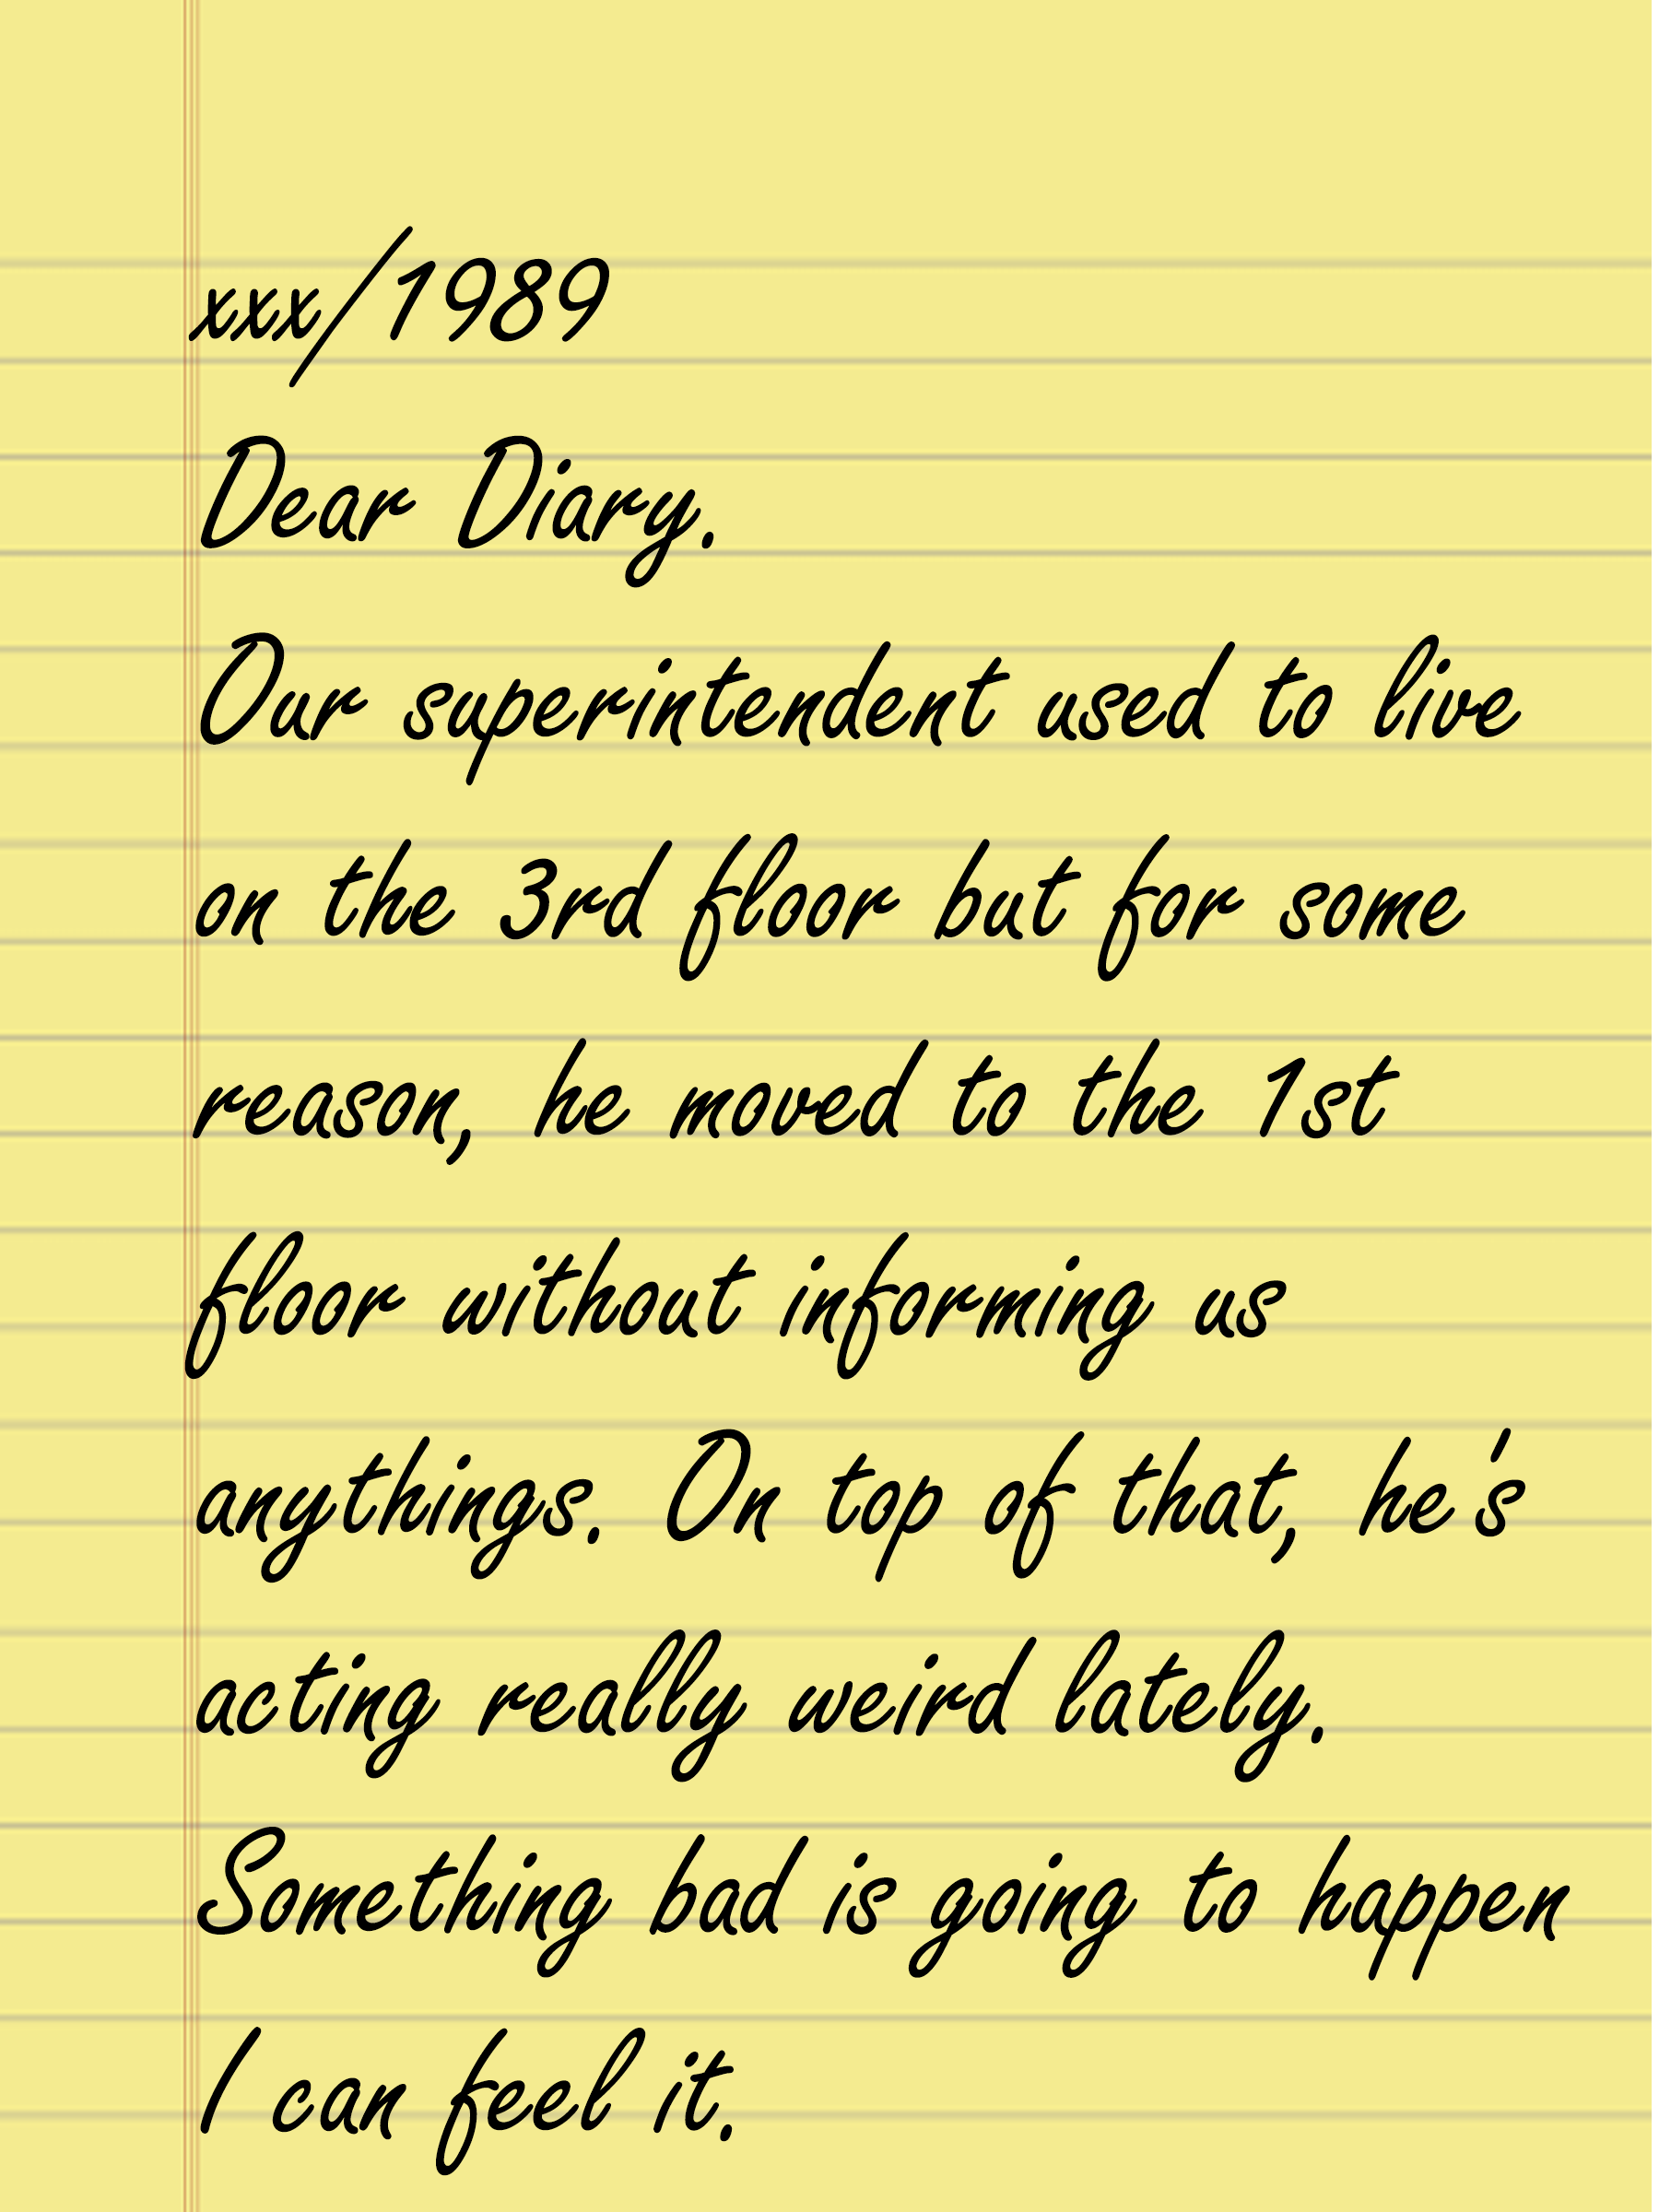 xxx/1989
Dear Diary.
Our superintendent used to live
on the 3rd floor but for some
reason, he moved to the 1st
floor without informing us
anythings. On top of that, he's
acting really weird lately.
Something bad is going to happen
I can feel it.